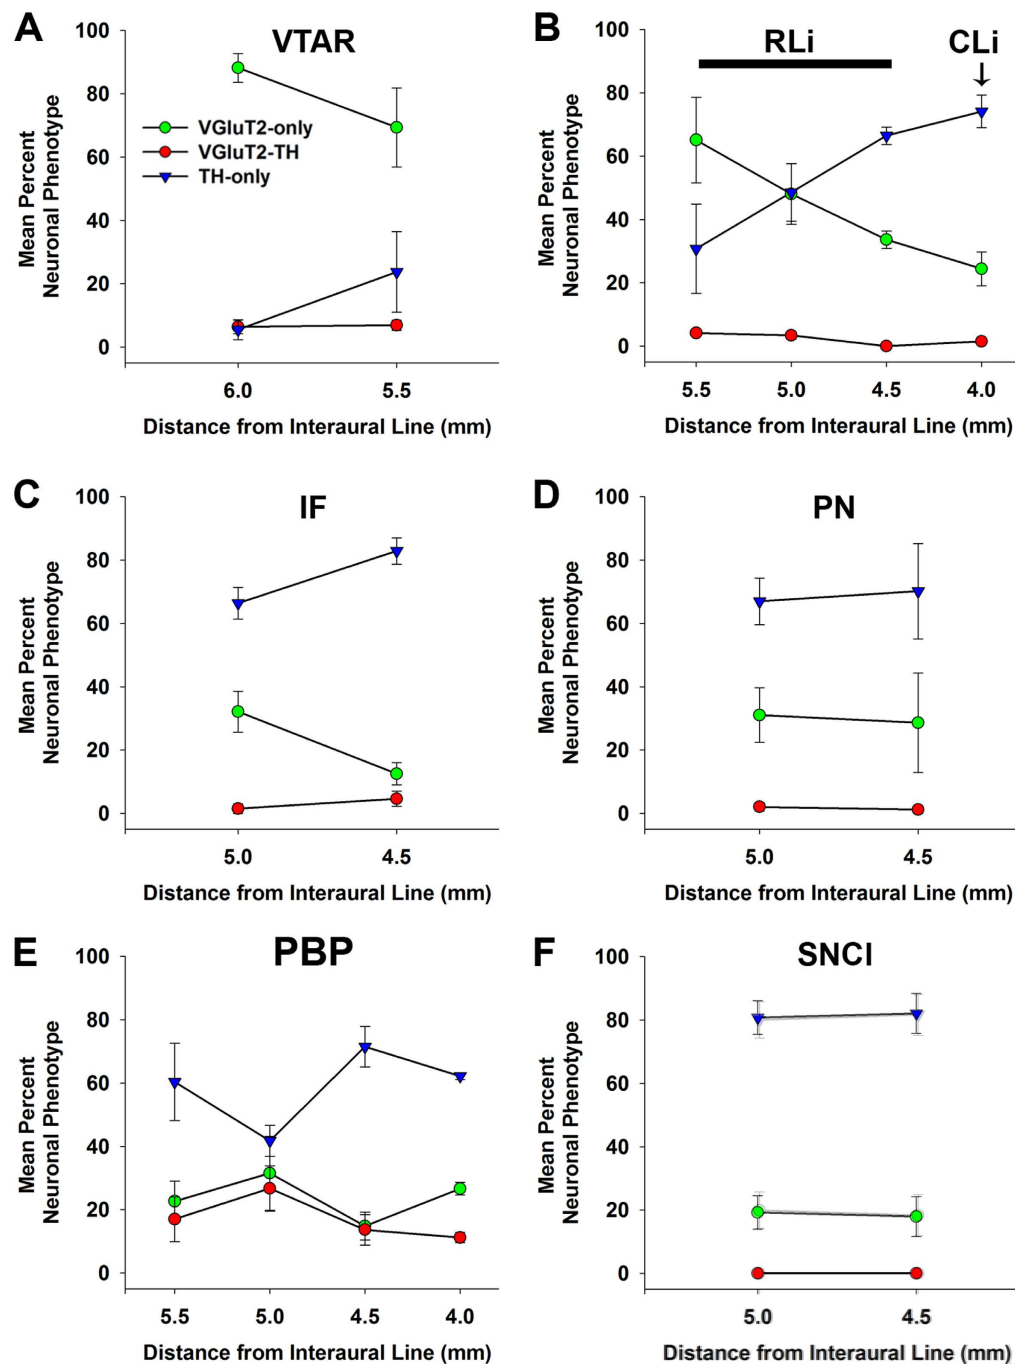 A
VTAR
100
80
60
40
20
0
Mean Percent
Neuronal Phenotype
VGluT2-only
VGluT2-TH
TH-only
6.0 5.5
Distance from Interaural Line (mm)
B
RLi CLi
100
80
60
40
20
0
Mean Percent
Neuronal Phenotype
5.5 5.0 4.5 4.0
Distance from Interaural Line (mm)
C
IF
100
80
60
40
20
0
Mean Percent
Neuronal Phenotype
5.0 4.5
Distance from Interaural Line (mm)
D
PN
100
80
60
40
20
0
Mean Percent
Neuronal Phenotype
5.0 4.5
Distance from Interaural Line (mm)
E
PBP
100
80
60
40
20
0
Mean Percent
Neuronal Phenotype
5.5 5.0 4.5 4.0
Distance from Interaural Line (mm)
F
SNCl
100
80
60
40
20
0
Mean Percent
Neuronal Phenotype
5.0 4.5
Distance from Interaural Line (mm)